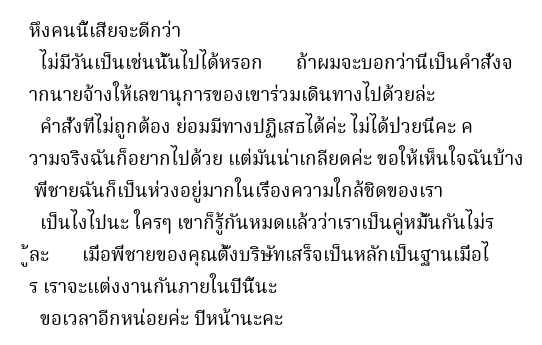 หึงคนนี้เสียจะดีกว่า
ไม่มีวันเป็นเช่นนั้นไปได้หรอก ถ้าผมจะบอกว่านี่เป็นคำสั่งจ
ากนายจ้างให้เลขานุการของเขาร่วมเดินทางไปด้วยล่ะ
คำสั่งที่ไม่ถูกต้อง ย่อมมีทางปฏิเสธได้ค่ะ ไม่ได้ป่วยนี่คะ ค
วามจริงฉันก็อยากไปด้วย แต่มันน่าเกลียดค่ะ ขอให้เห็นใจฉันบ้าง
พี่ชายฉันก็เป็นห่วงอยู่มากในเรื่องความใกล้ชิดของเรา
เป็นไงไปนะ ใครๆ เขาก็รู้กันหมดแล้วว่าเราเป็นคู่หมั้นกันไม่ร
ู้ละ เมื่อพี่ชายของคุณตั้งบริษัทเสร็จเป็นหลักเป็นฐานเมื่อไ
ร เราจะแต่งงานกันภายในปีนี้นะ
ขอเวลาอีกหน่อยค่ะ ปีหน้านะคะ